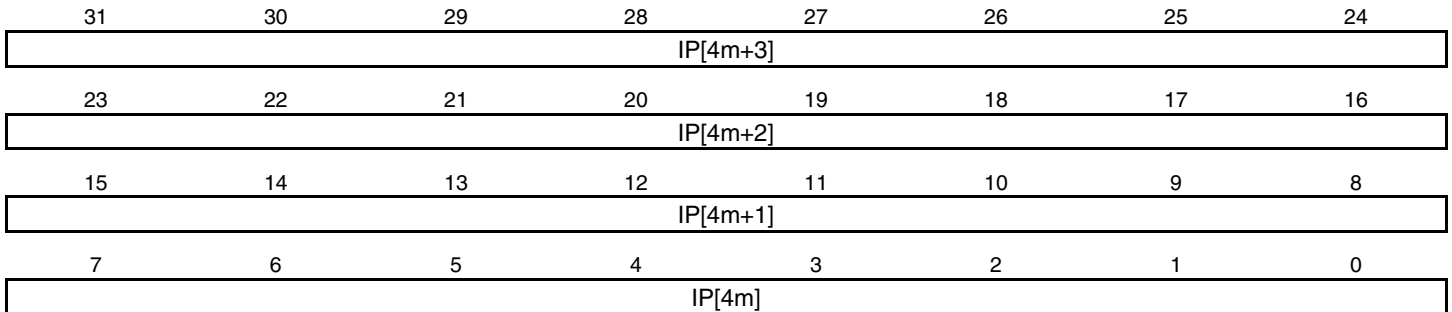 31 30 29 28 27 26 25 24
IP[4m+3]
23 22 21 20 19 18 17 16
IP[4m+2]
15 14 13 12 11 10 9 8
IP[4m+1]
7 6 5 4 3 2 1 0
IP[4m]